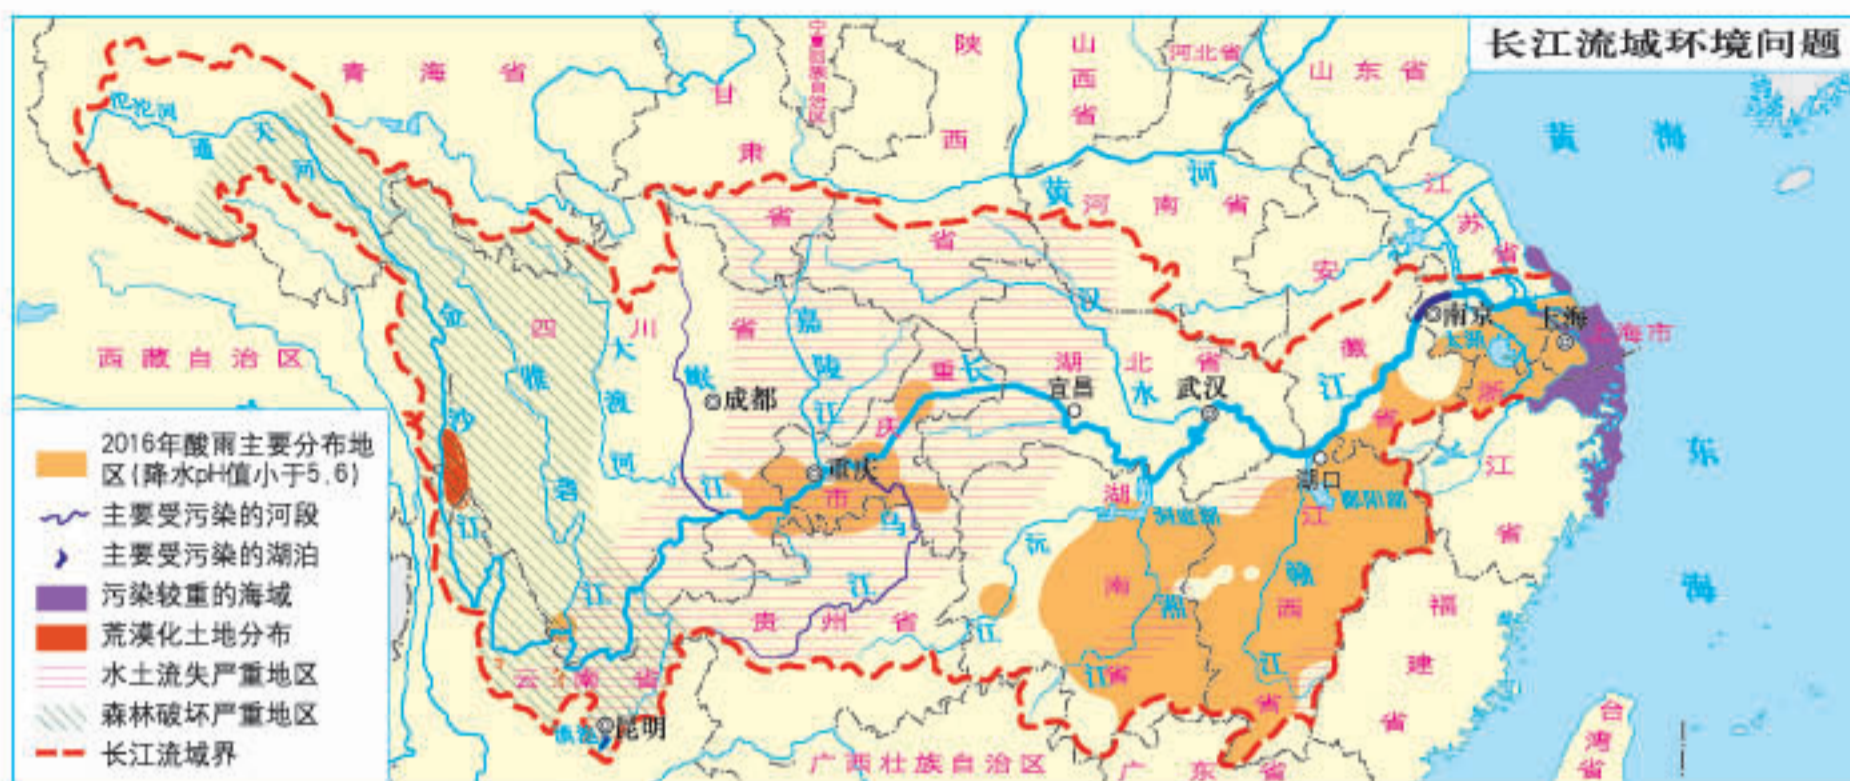 长江流域环境问题
青海省
甘肃省
宁夏回族自治区
陕西省
山西省
河北省
山东省
黄海
沱沱河
通天河
黄河
河南省
江苏省
安徽省
西藏自治区
四川省
金沙江
雅砻江
大渡河
岷江
嘉陵江
成都
重庆市
重庆
长江
宜昌
湖北省
汉水
武汉
南京
上海
上海市
太湖
浙江省
湖口
鄱阳湖
洞庭湖
乌江
沅江
湘江
赣江
湖南省
江西省
贵州省
云南省
滇池
昆明
福建省
台湾省
东海
广西壮族自治区
广东省
2016年酸雨主要分布地
区(降水pH值小于5.6)
主要受污染的河段
主要受污染的湖泊
污染较重的海域
荒漠化土地分布
水土流失严重地区
森林破坏严重地区
长江流域界